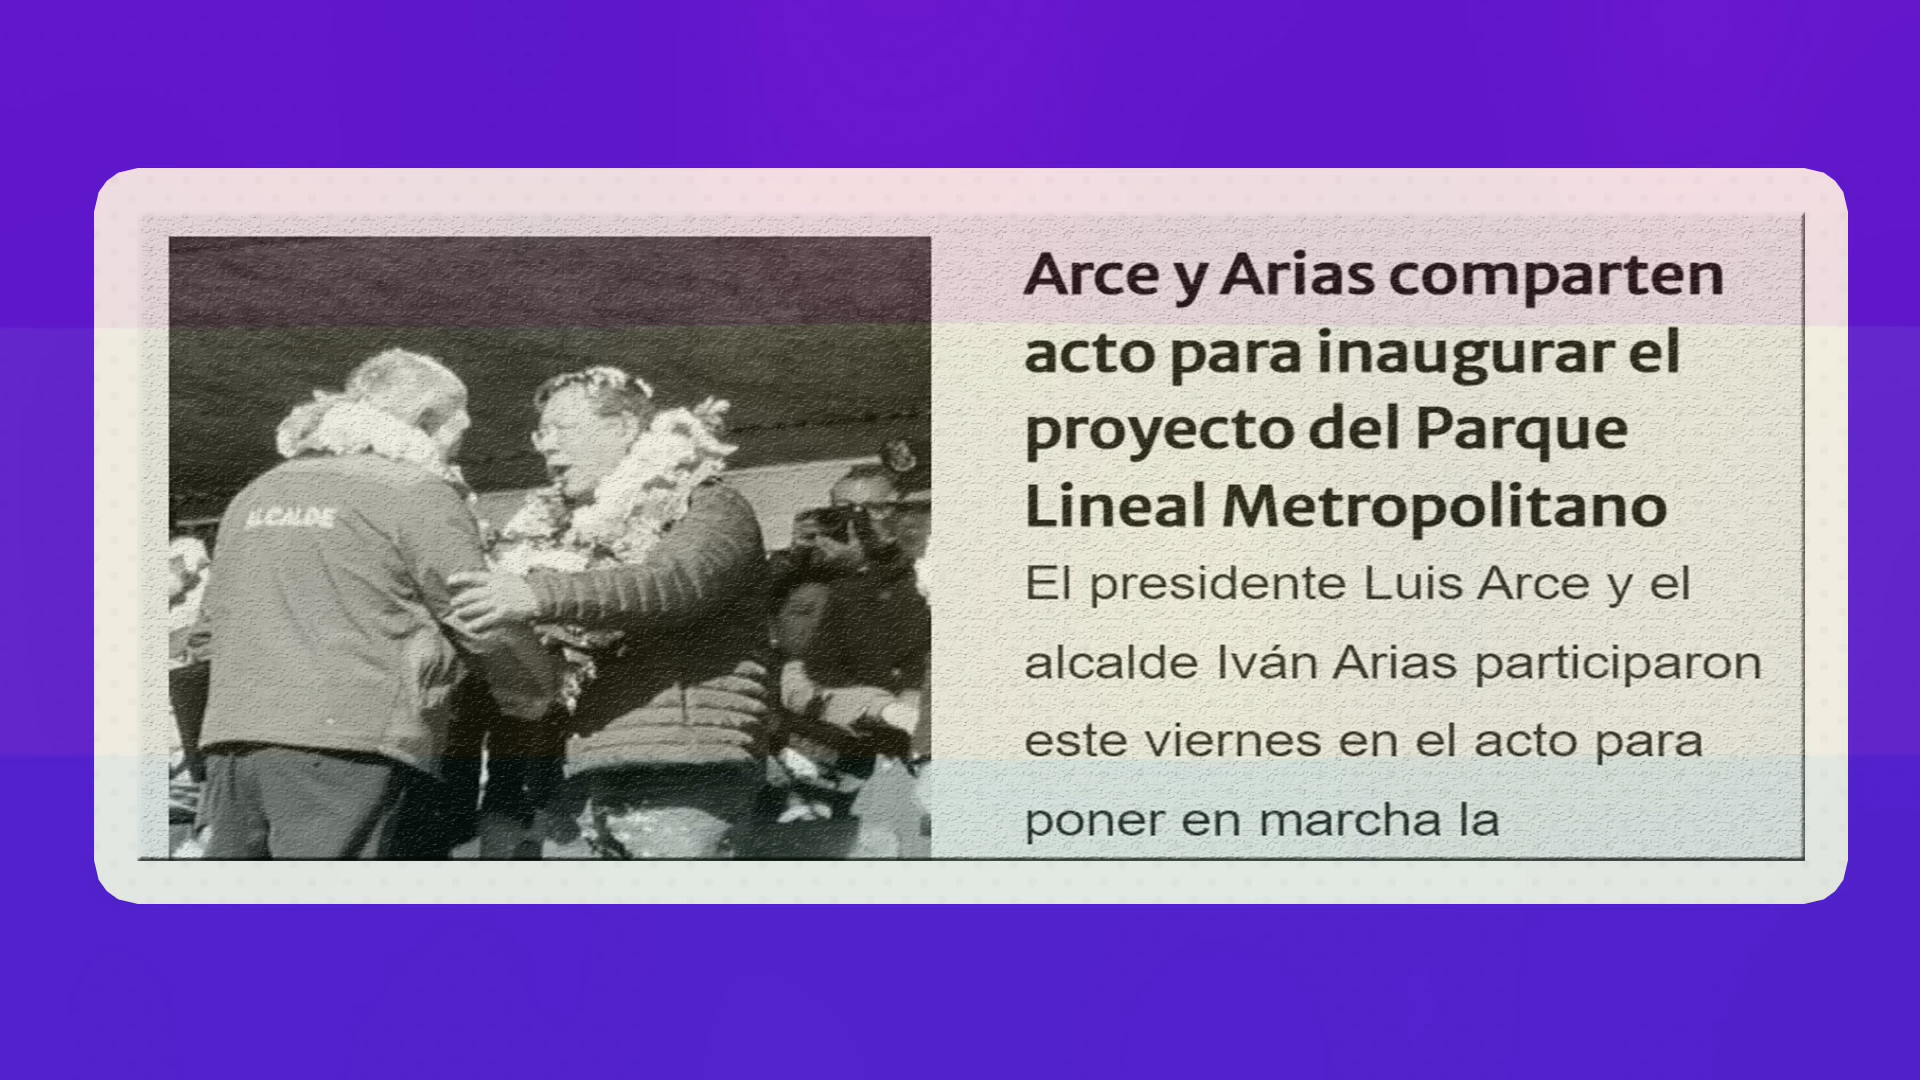 ALCALDE
Arce y Arias comparten
acto para inaugurar el
proyecto del Parque
Lineal Metropolitano
El presidente Luis Arce y el
alcalde Iván Arias participaron
este viernes en el acto para
poner en marcha la